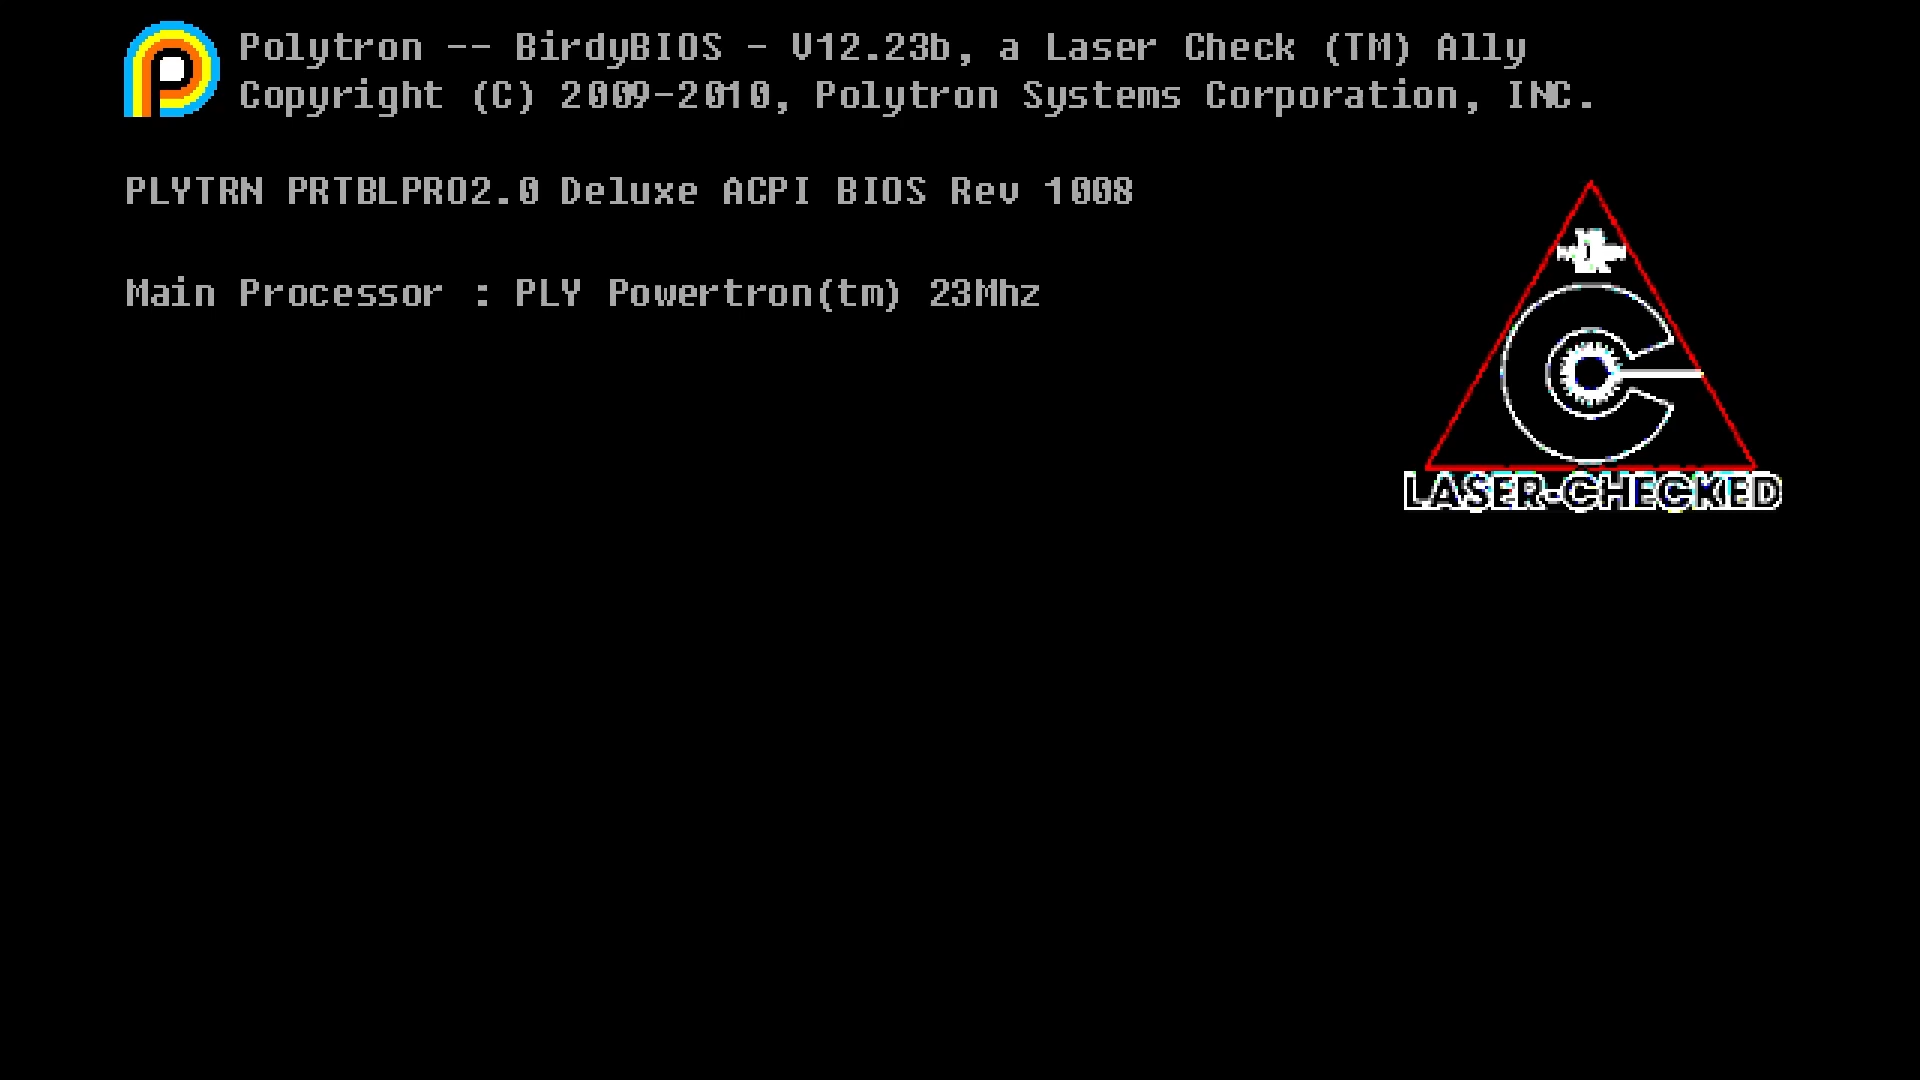 Polytron -- BirdyBIOS - V12.23b, a Laser Check (TM) Ally
Copyright (C) 2009-2010, Polytron Systems Corporation, INC.
PLYTRN PRTBLPRO2.0 Deluxe ACPI BIOS Rev 1008
Main Processor : PLY Powertron(tm) 23Mhz
LASER-CHECKED